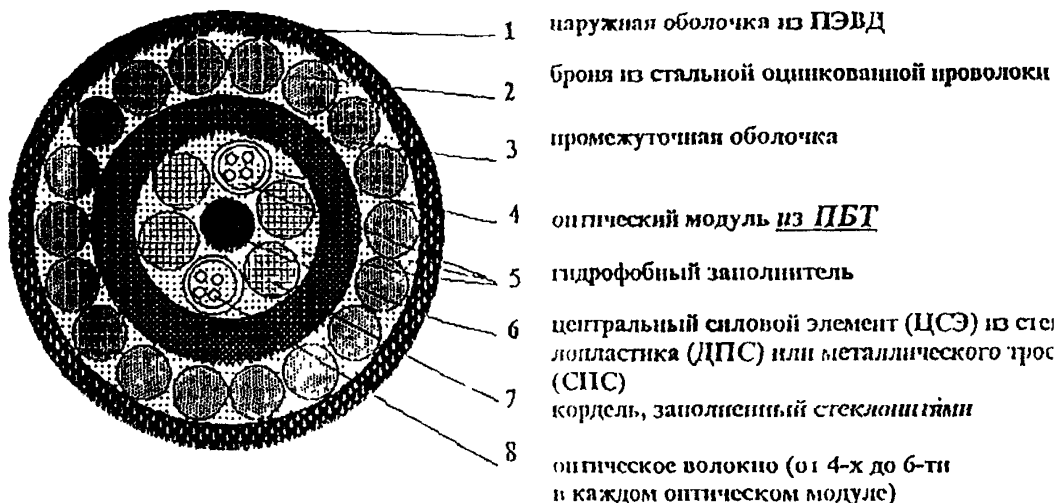 1 наружная оболочка из ПЭВД
2 броня из стальной оцинкованной проволоки
3 промежуточная оболочка
4 оптический модуль из ПБТ
5 гидрофобный заполнитель
6 центральный силовой элемент (ЦСЭ) из стек
лопластика (ДПС) или металлического трос
(СПС)
7 кордель, заполненный стеклонитями
8 оптическое волокно (от 4-х до 6-ти
в каждом оптическом модуле)